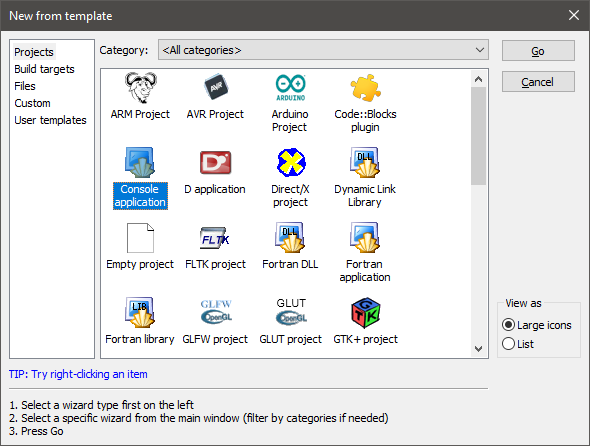 New from template
Projects
Build targets
Files
Custom
User templates
Category:
<All categories>
Go
Cancel
ARM Project
AVR
AVR Project
ARDUINO
Arduino
Project
Code::Blocks
plugin
Console
application
D
D application
Direct/X
project
DLL
Dynamic Link
Library
Empty project
FLTK
FLTK project
DLL
Fortran DLL
Fortran
application
LIB
Fortran library
GLFW
OpenGL
GLFW project
GLUT
OpenGL
GLUT project
GTK
GTK+ project
View as
Large icons
List
TIP: Try right-clicking an item
1. Select a wizard type first on the left
2. Select a specific wizard from the main window (filter by categories if needed)
3. Press Go